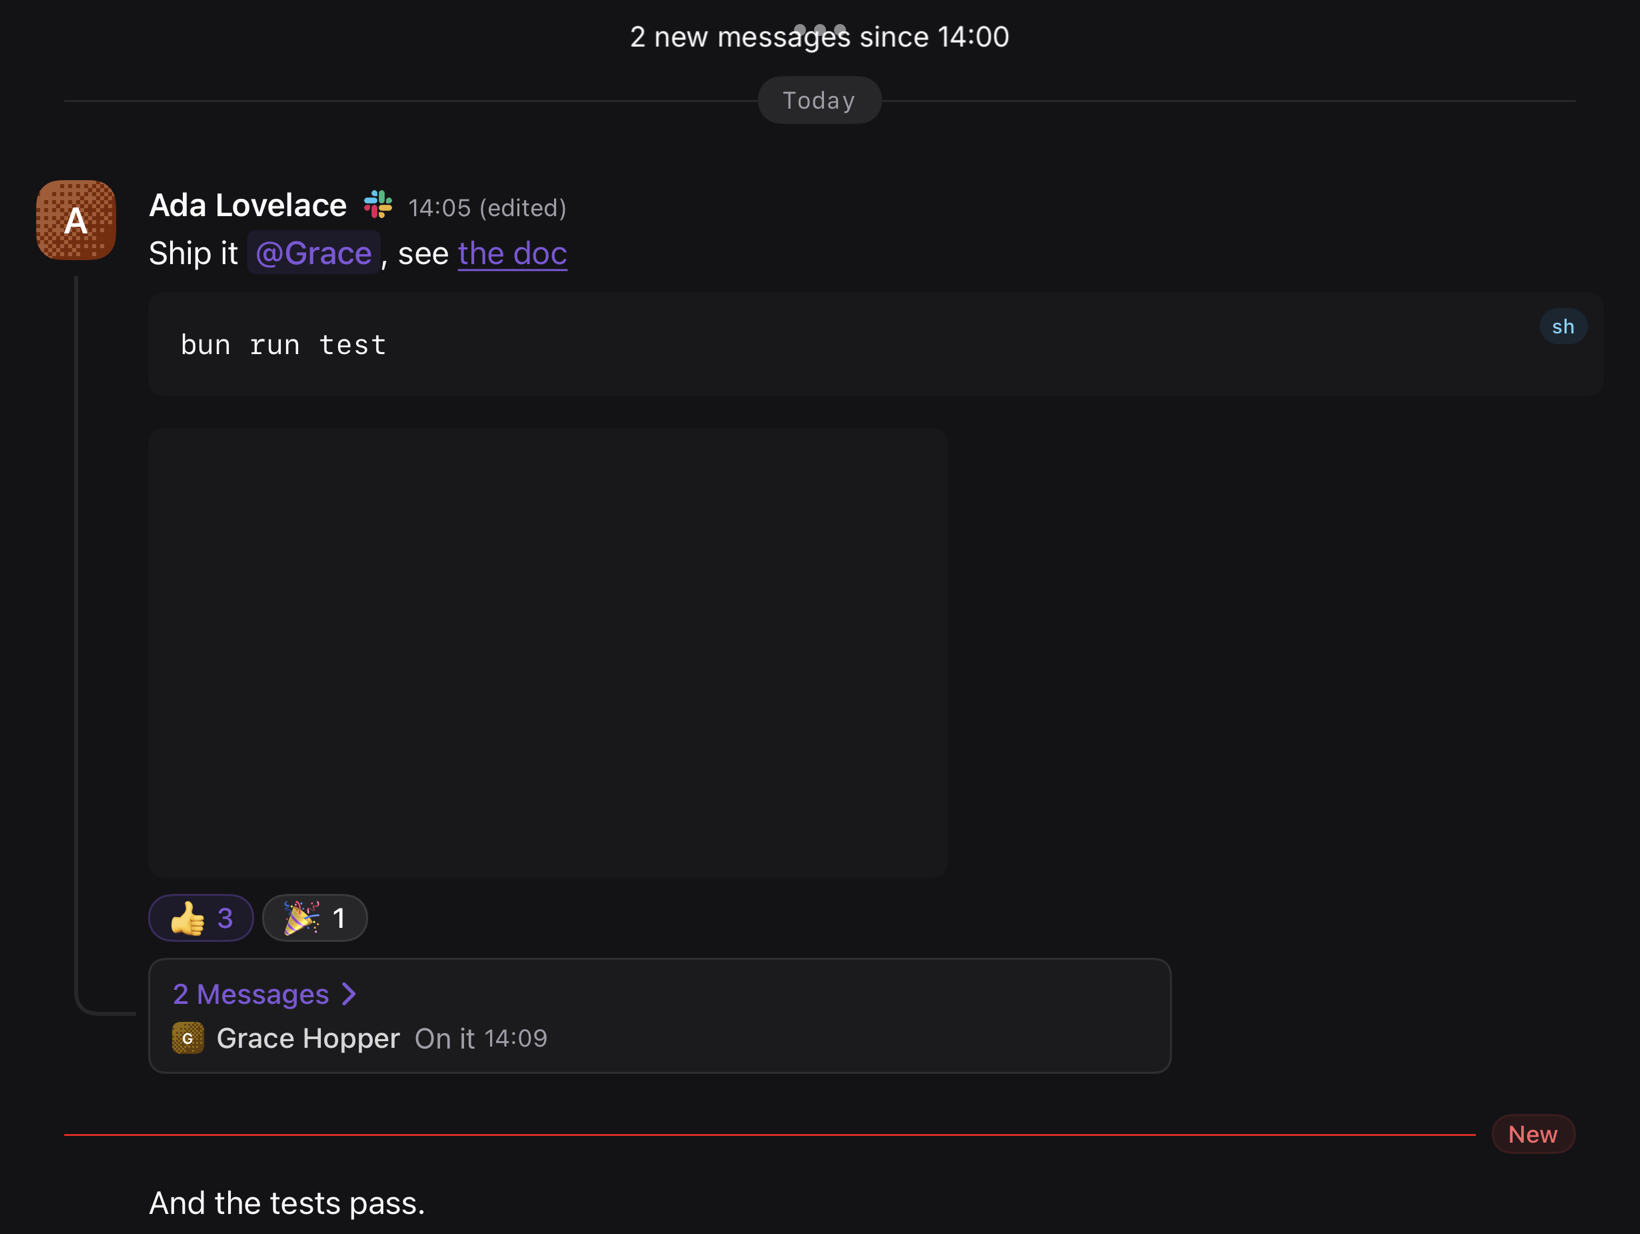 2 new messages since 14:00
Today
A
Ada Lovelace 14:05 (edited)
Ship it @Grace, see the doc
bun run test
sh
👍 3 🎉 1
2 Messages
G Grace Hopper On it 14:09
New
And the tests pass.